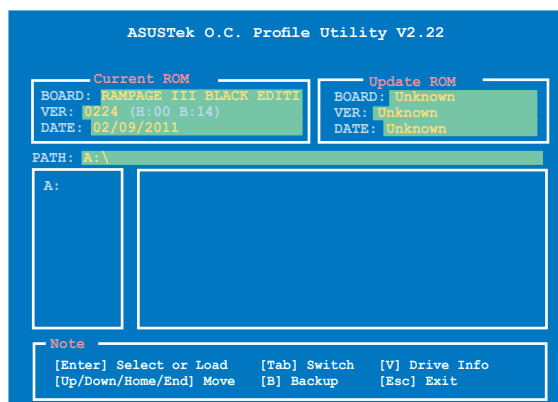 ASUSTek O.C. Profile Utility V2.22
Current ROM
BOARD: RAMPAGE III BLACK EDITI
VER: 0224 (H:00 B:14)
DATE: 02/09/2011
Update ROM
BOARD: Unknown
VER: Unknown
DATE: Unknown
PATH: A:\
A:
Note
[Enter] Select or Load [Tab] Switch [V] Drive Info
[Up/Down/Home/End] Move [B] Backup [Esc] Exit